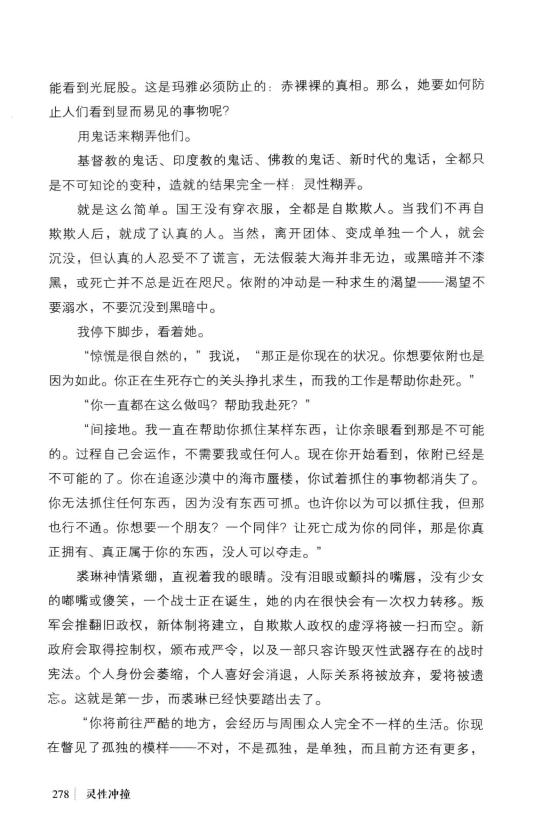 能看到光屁股。这是玛雅必须防止的：赤裸裸的真相。那么，她要如何防
止人们看到显而易见的事物呢？
用鬼话来糊弄他们。
基督教的鬼话、印度教的鬼话、佛教的鬼话、新时代的鬼话，全都只
是不可知论的变种，造就的结果完全一样：灵性糊弄。
就是这么简单。国王没有穿衣服，全都是自欺欺人。当我们不再自
欺欺人后，就成了认真的人。当然，离开团体、变成单独一个人，就会
沉没，但认真的人忍受不了谎言，无法假装大海并非无边，或黑暗并不漆
黑，或死亡并不总是近在咫尺。依附的冲动是一种求生的渴望——渴望不
要溺水，不要沉没到黑暗中。
我停下脚步，看着她。
“惊慌是很自然的，”我说，“那正是你现在的状况。你想要依附也是
因为如此。你正在生死存亡的关头挣扎求生，而我的工作是帮助你赴死。”
“你一直都在这么做吗？帮助我赴死？”
“间接地。我一直在帮助你抓住某样东西，让你亲眼看到那是不可能
的。过程自己会运作，不需要我或任何人。现在你开始看到，依附已经是
不可能的了。你在追逐沙漠中的海市蜃楼，你试着抓住的事物都消失了。
你无法抓住任何东西，因为没有东西可抓。也许你以为可以抓住我，但那
也行不通。你想要一个朋友？一个同伴？让死亡成为你的同伴，那是你真
正拥有、真正属于你的东西，没人可以夺走。”
裘琳神情紧绷，直视着我的眼睛。没有泪眼或颤抖的嘴唇，没有少女
的嘟嘴或傻笑，一个战士正在诞生，她的内在很快会有一次权力转移。叛
军会推翻旧政权，新体制将建立，自欺欺人政权的虚浮将被一扫而空。新
政府会取得控制权，颁布戒严令，以及一部只容许毁灭性武器存在的战时
宪法。个人身份会萎缩，个人喜好会消退，人际关系将被放弃，爱将被遗
忘。这就是第一步，而裘琳已经快要踏出去了。
“你将前往严酷的地方，会经历与周围众人完全不一样的生活。你现
在瞥见了孤独的模样——不对，不是孤独，是单独，而且前方还有更多，
278 灵性冲撞